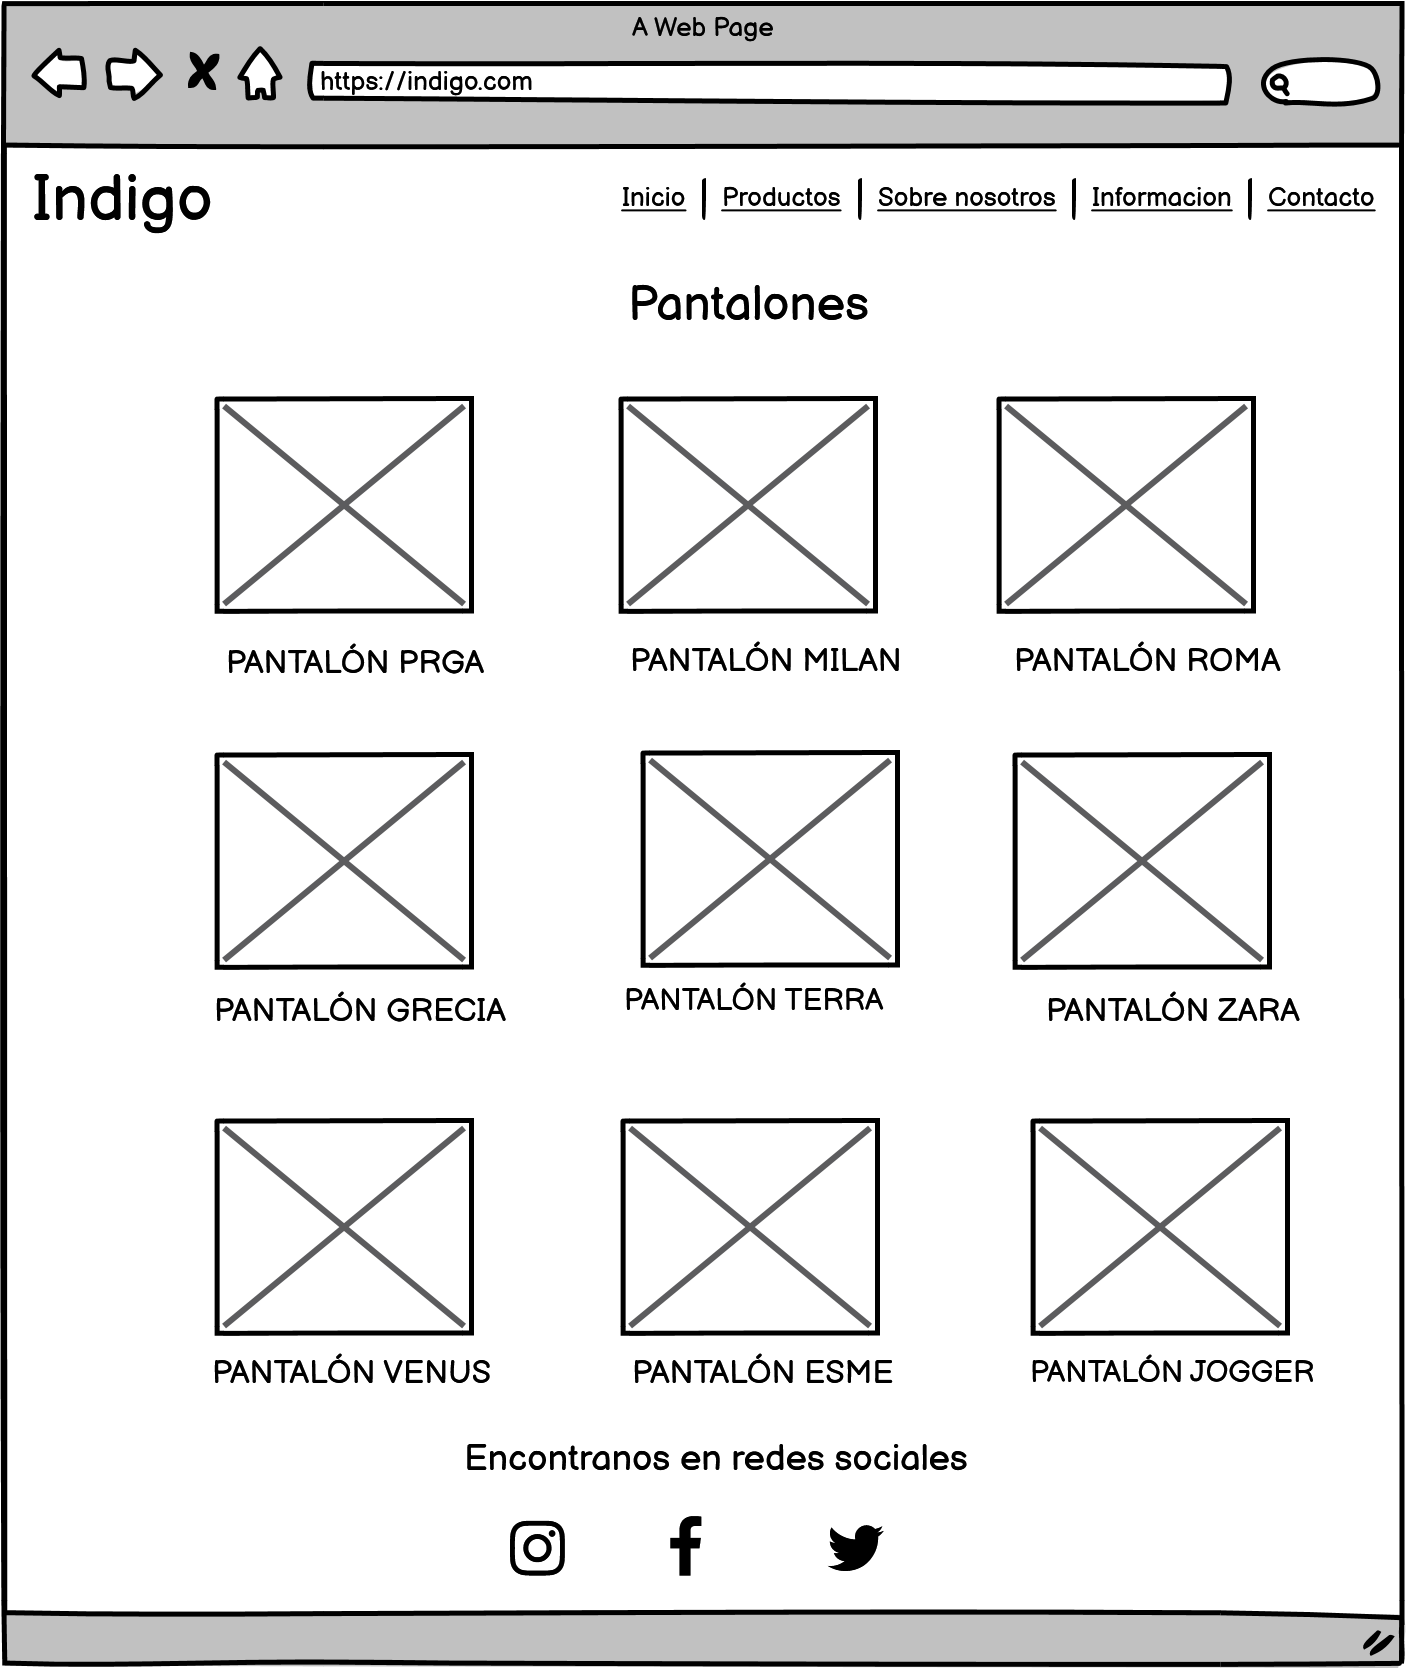 A Web Page
https://indigo.com
Indigo
Inicio | Productos | Sobre nosotros | Informacion | Contacto
Pantalones
PANTALÓN PRGA
PANTALÓN MILAN
PANTALÓN ROMA
PANTALÓN GRECIA
PANTALÓN TERRA
PANTALÓN ZARA
PANTALÓN VENUS
PANTALÓN ESME
PANTALÓN JOGGER
Encontranos en redes sociales